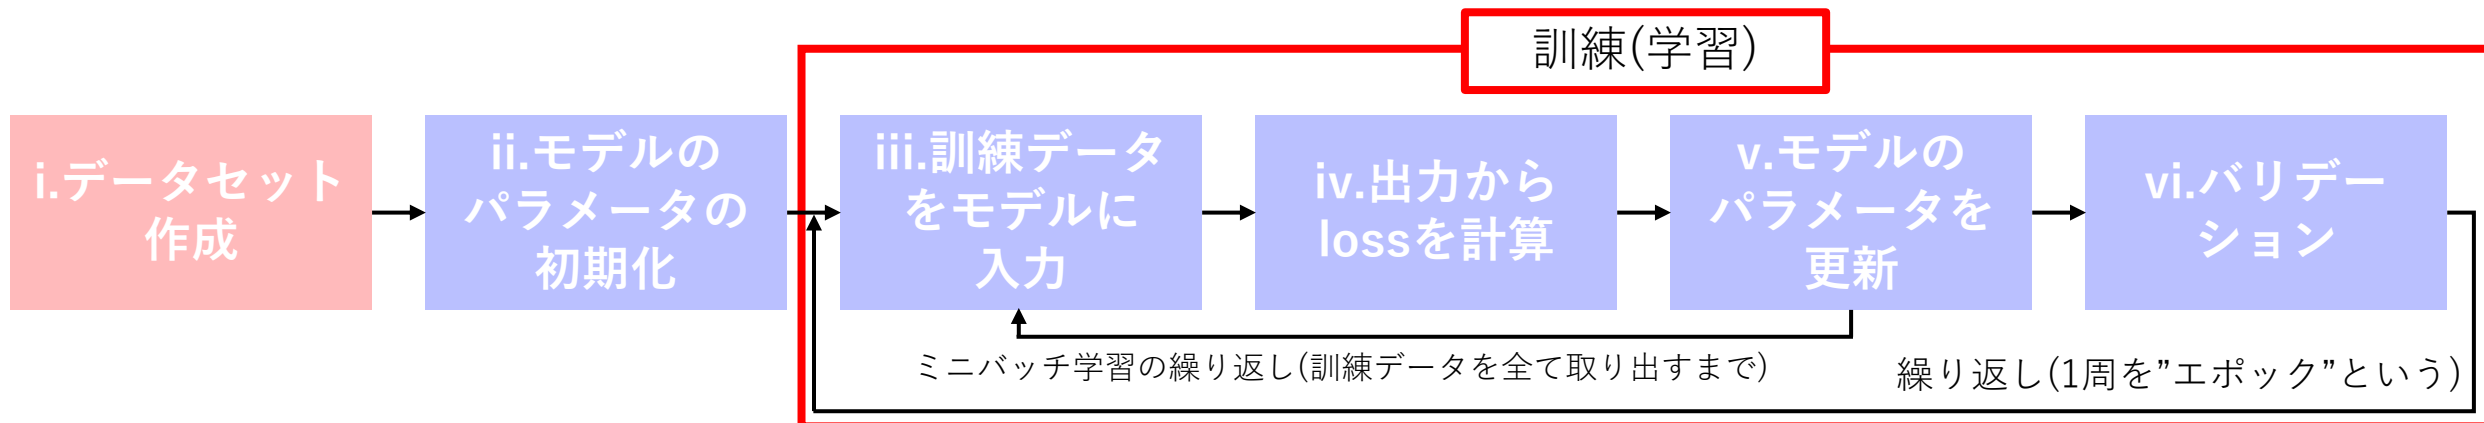 訓練(学習)
i.データセット
作成
ii.モデルの
パラメータの
初期化
iii.訓練データ
をモデルに
入力
iv.出力から
lossを計算
v.モデルの
パラメータを
更新
vi.バリデー
ション
ミニバッチ学習の繰り返し(訓練データを全て取り出すまで)
繰り返し(1周を”エポック”という)